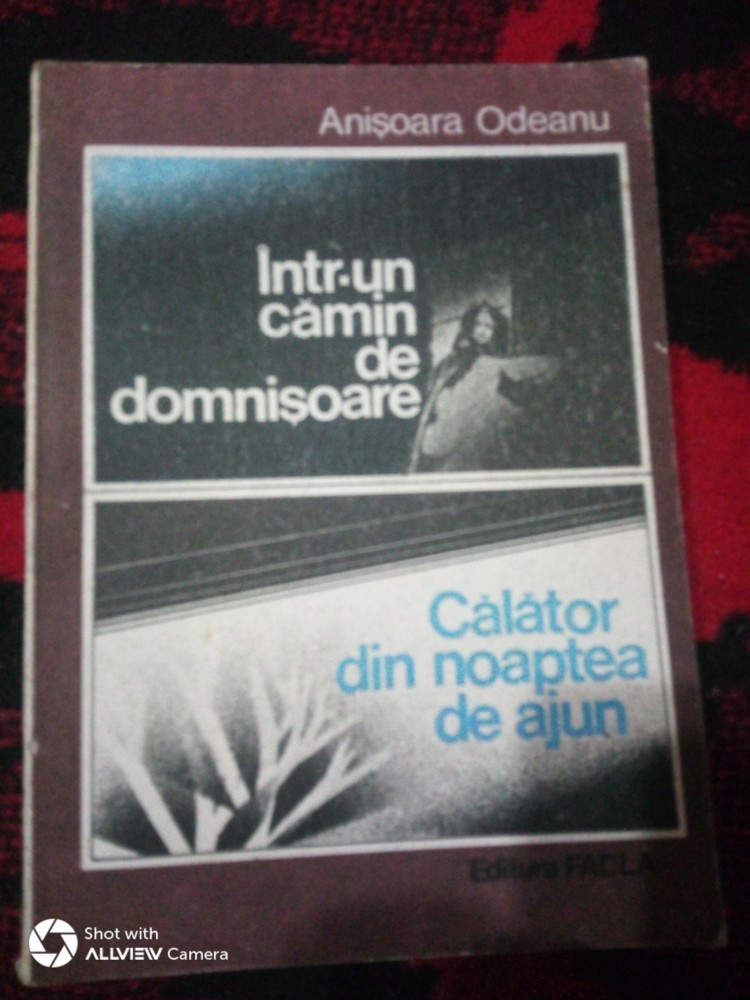 Anișoara Odeanu
Într-un
cămin
de
domnișoare
Călător
din noaptea
de ajun
Editura FACLA
Shot with
ALLVIEW Camera